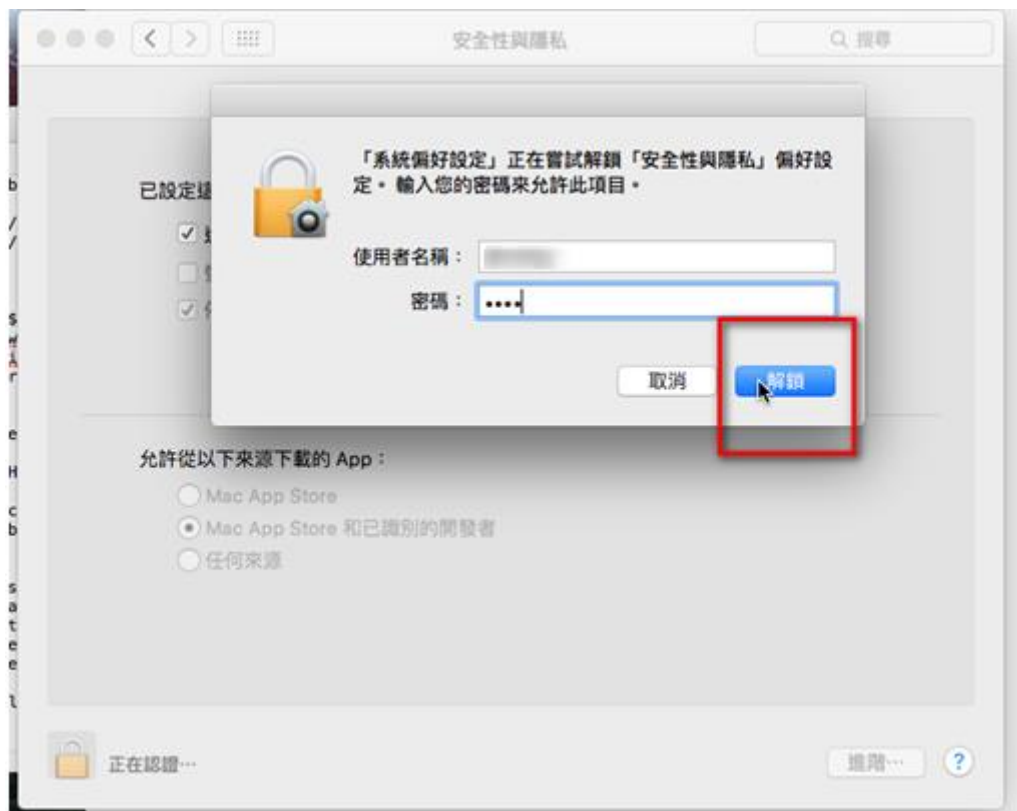 安全性與隱私
搜尋
「系統偏好設定」正在嘗試解鎖「安全性與隱私」偏好設
定。輸入您的密碼來允許此項目。
已設定
使用者名稱：
密碼：
取消
解鎖
允許從以下來源下載的 App：
Mac App Store
Mac App Store 和已識別的開發者
任何來源
正在認證…
進階…
?